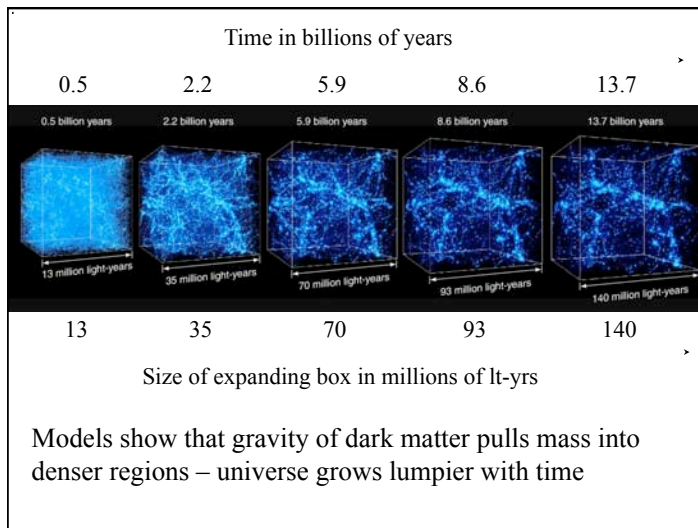 Time in billions of years
0.5 2.2 5.9 8.6 13.7
0.5 billion years 2.2 billion years 5.9 billion years 8.6 billion years 13.7 billion years
13 million light-years 35 million light-years 70 million light-years 93 million light-years 140 million light-years
13 35 70 93 140
Size of expanding box in millions of lt-yrs
Models show that gravity of dark matter pulls mass into
denser regions – universe grows lumpier with time